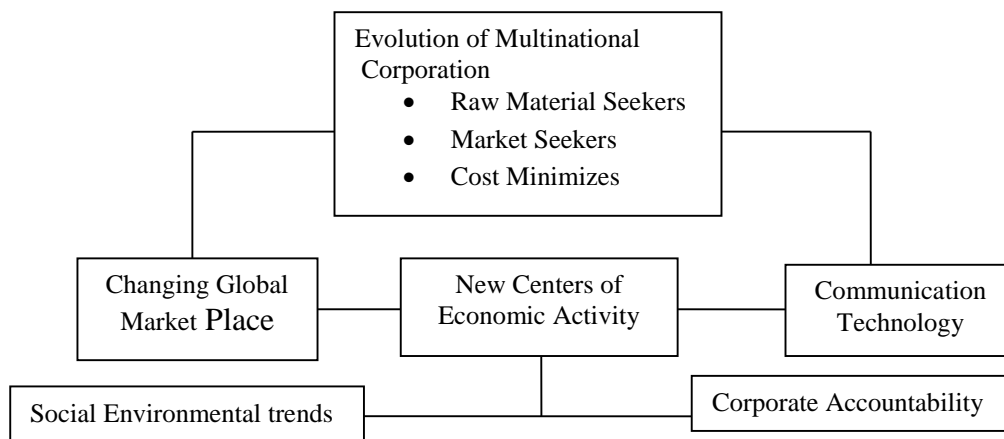 Evolution of Multinational
Corporation
• Raw Material Seekers
• Market Seekers
• Cost Minimizes
Changing Global
Market Place
New Centers of
Economic Activity
Communication
Technology
Social Environmental trends
Corporate Accountability